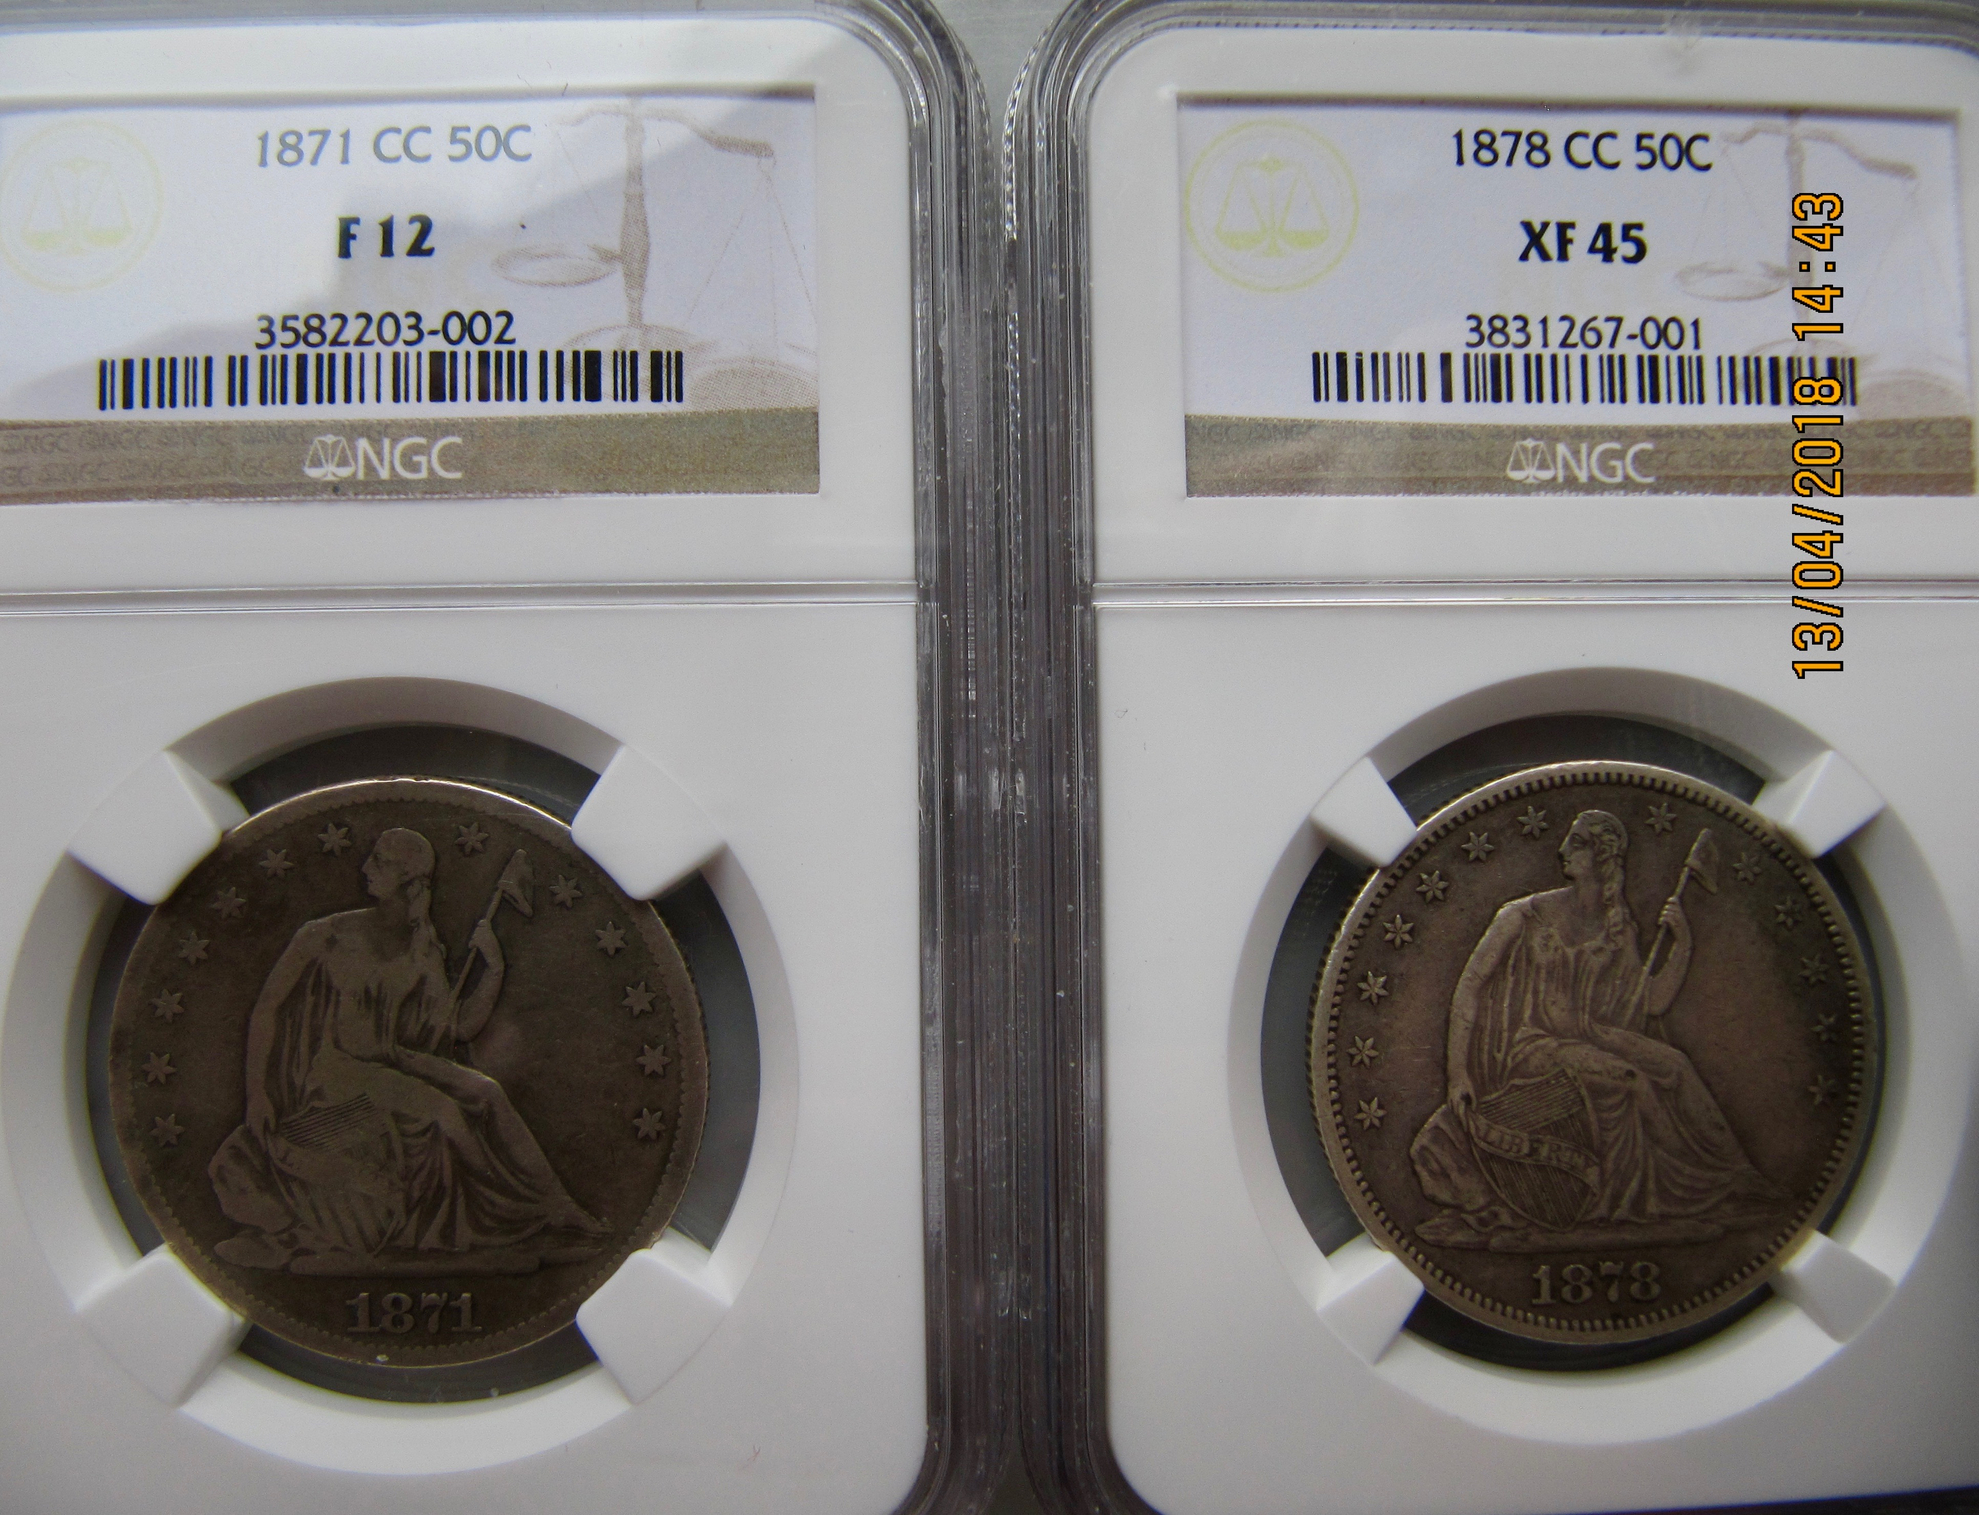 1871 CC 50C
F 12
3582203-002
NGC
1871
1878 CC 50C
XF 45
3831267-001
NGC
LIBERTY
1878
13/04/2018 14:43